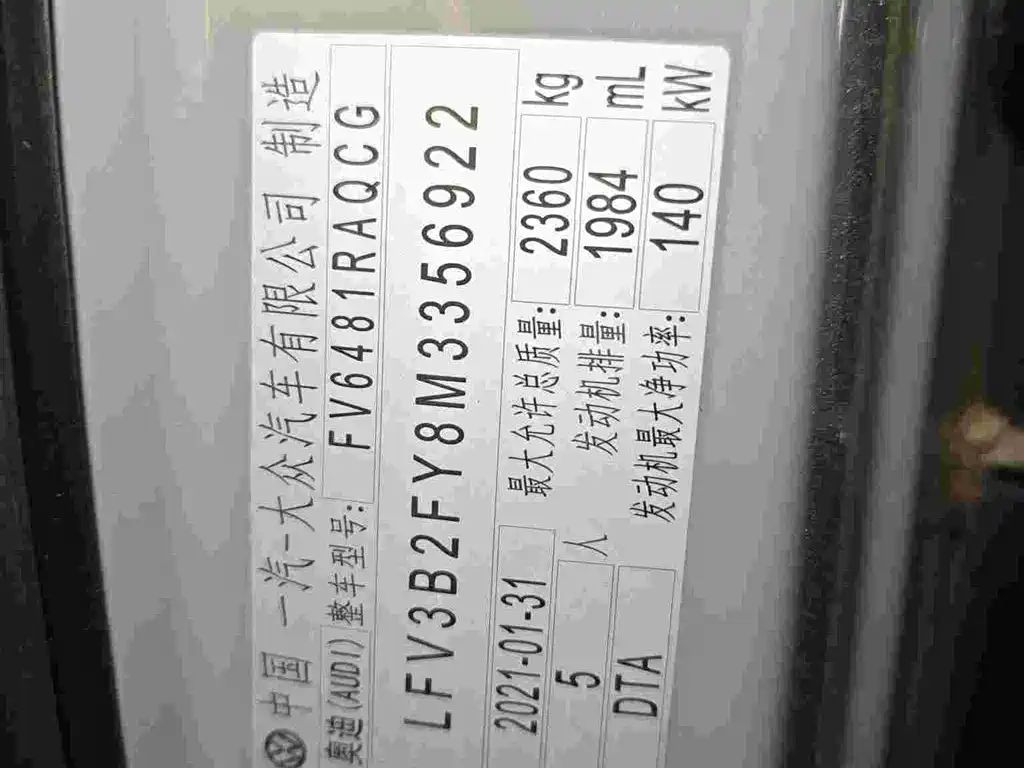 中国 一汽-大众汽车有限公司 制造
奥迪(AUDI) 整车型号: FV6481RAQCG
LFV3B2FY8M3356922
2021-01-31 最大允许总质量: 2360 kg
5 人 发动机排量: 1984 mL
DTA 发动机最大净功率: 140 kW